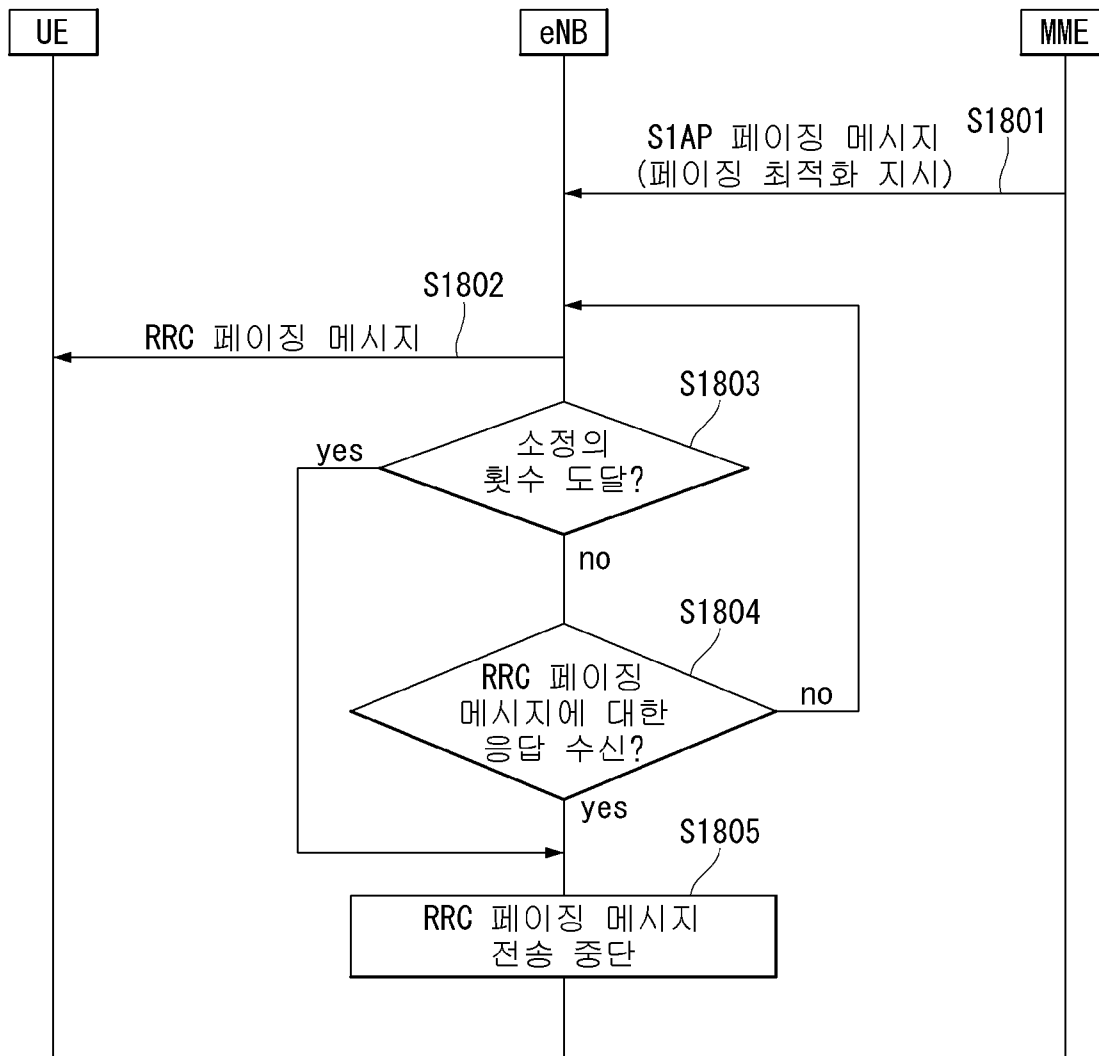 UE
eNB
MME
S1AP 페이징 메시지
(페이징 최적화 지시)
S1801
S1802
RRC 페이징 메시지
S1803
yes
소정의
횟수 도달?
no
S1804
RRC 페이징
메시지에 대한
응답 수신?
no
yes
S1805
RRC 페이징 메시지
전송 중단